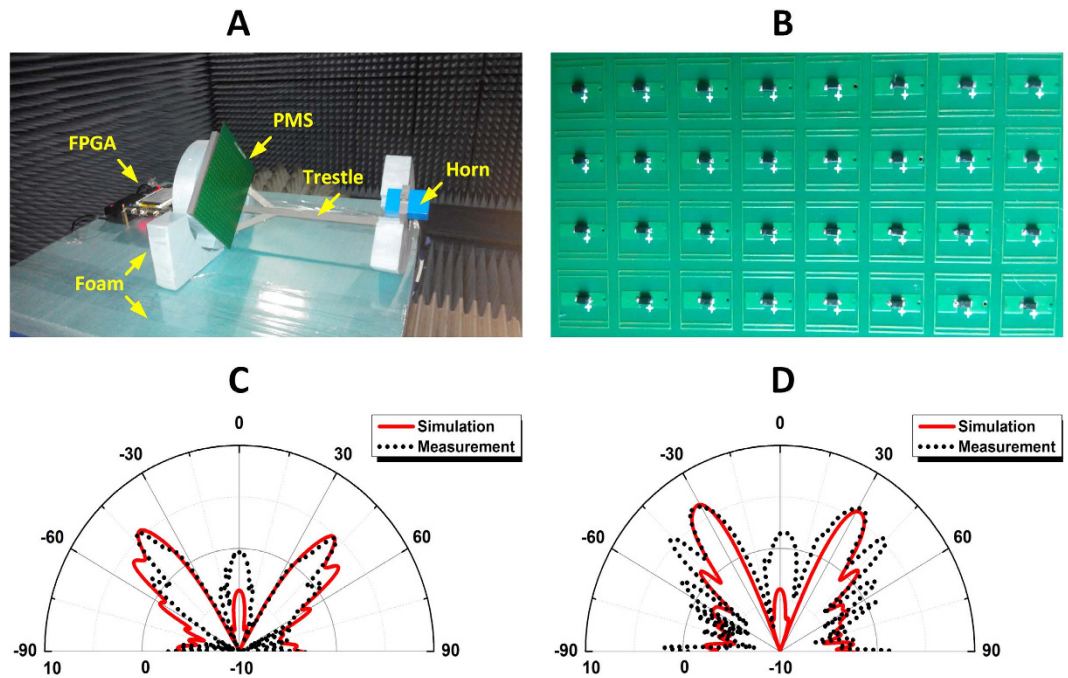 A
B
FPGA
PMS
Trestle
Horn
Foam
C
D
Simulation
Measurement
0
-30
30
-60
60
-90
90
10
0
-10
Simulation
Measurement
0
-30
30
-60
60
-90
90
10
0
-10